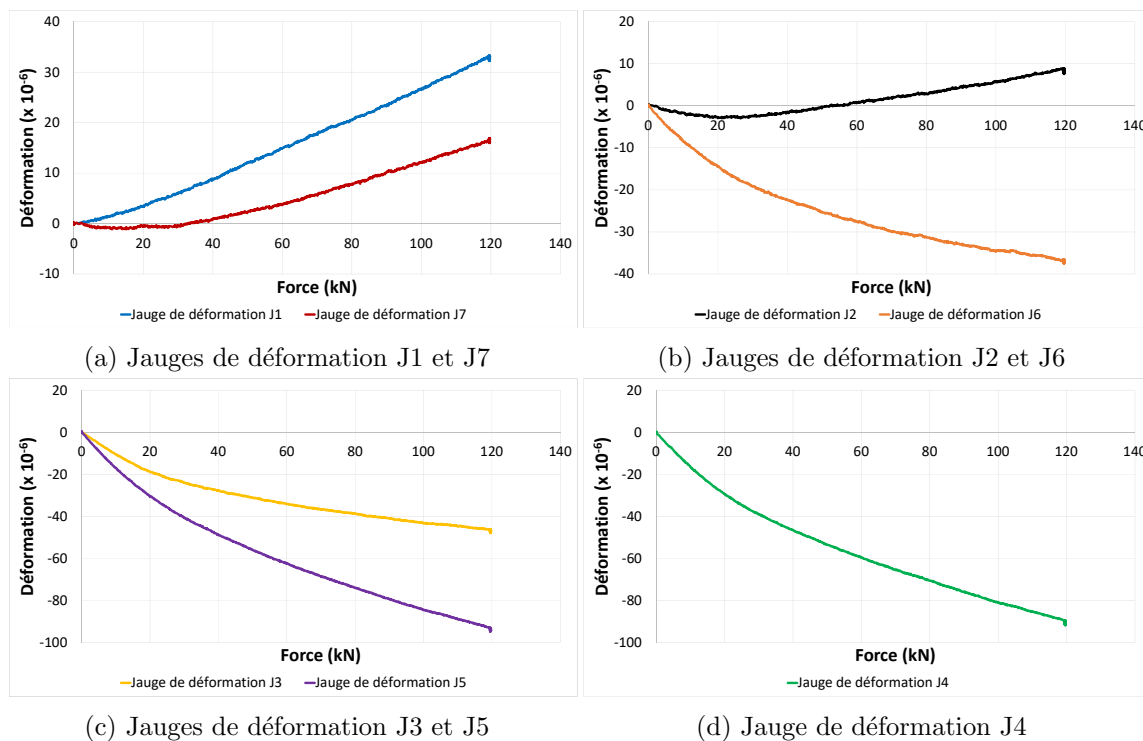 40
30
20
10
0
-10
0 20 40 60 80 100 120 140
Déformation (x 10⁻⁶)
Force (kN)
Jauge de déformation J1 Jauge de déformation J7
(a) Jauges de déformation J1 et J7
20
10
0
-10
-20
-30
-40
0 20 40 60 80 100 120 140
Déformation (x 10⁻⁶)
Force (kN)
Jauge de déformation J2 Jauge de déformation J6
(b) Jauges de déformation J2 et J6
20
0
-20
-40
-60
-80
-100
0 20 40 60 80 100 120 140
Déformation (x 10⁻⁶)
Force (kN)
Jauge de déformation J3 Jauge de déformation J5
(c) Jauges de déformation J3 et J5
20
0
-20
-40
-60
-80
-100
0 20 40 60 80 100 120 140
Déformation (x 10⁻⁶)
Force (kN)
Jauge de déformation J4
(d) Jauge de déformation J4